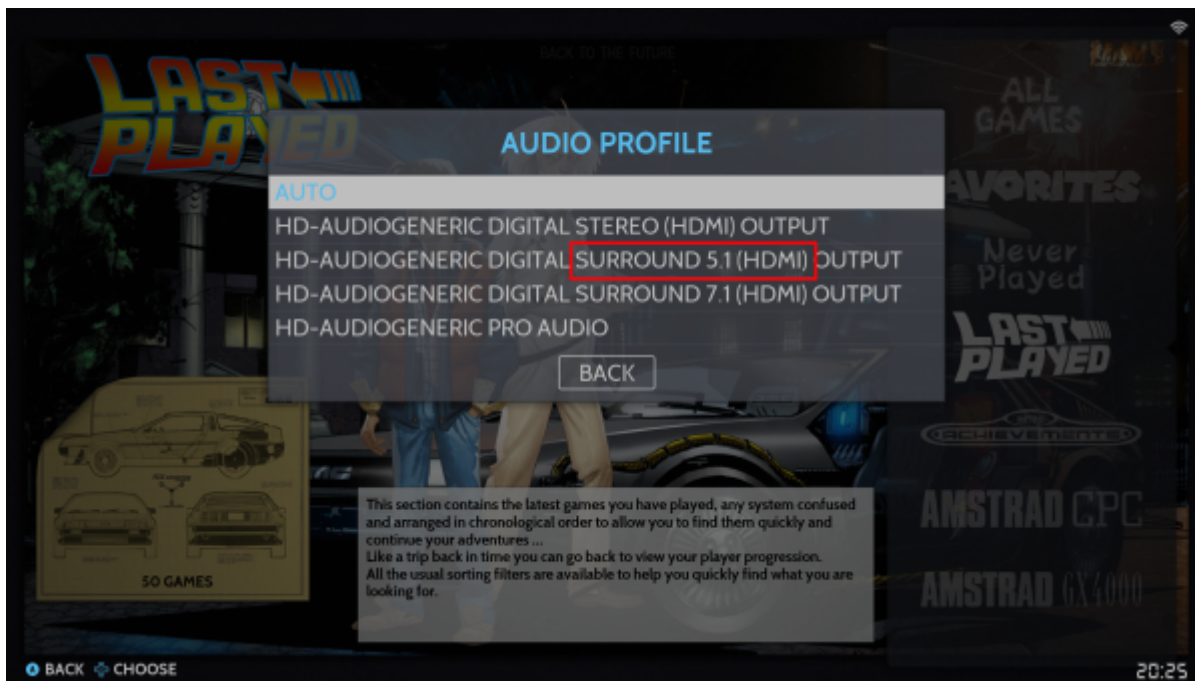 BACK TO THE FUTURE
LAST
PLAYED
ALL
GAMES
AUDIO PROFILE
AUTO
HD-AUDIOGENERIC DIGITAL STEREO (HDMI) OUTPUT
HD-AUDIOGENERIC DIGITAL SURROUND 5.1 (HDMI) OUTPUT
HD-AUDIOGENERIC DIGITAL SURROUND 7.1 (HDMI) OUTPUT
HD-AUDIOGENERIC PRO AUDIO
BACK
AVORITES
Never
Played
LAST
PLAYED
ACHIEVEMENTS
AMSTRAD CPC
AMSTRAD GX4000
50 GAMES
This section contains the latest games you have played, any system confused
and arranged in chronological order to allow you to find them quickly and
continue your adventures ...
Like a trip back in time you can go back to view your player progression.
All the usual sorting filters are available to help you quickly find what you are
looking for.
BACK CHOOSE
20:25